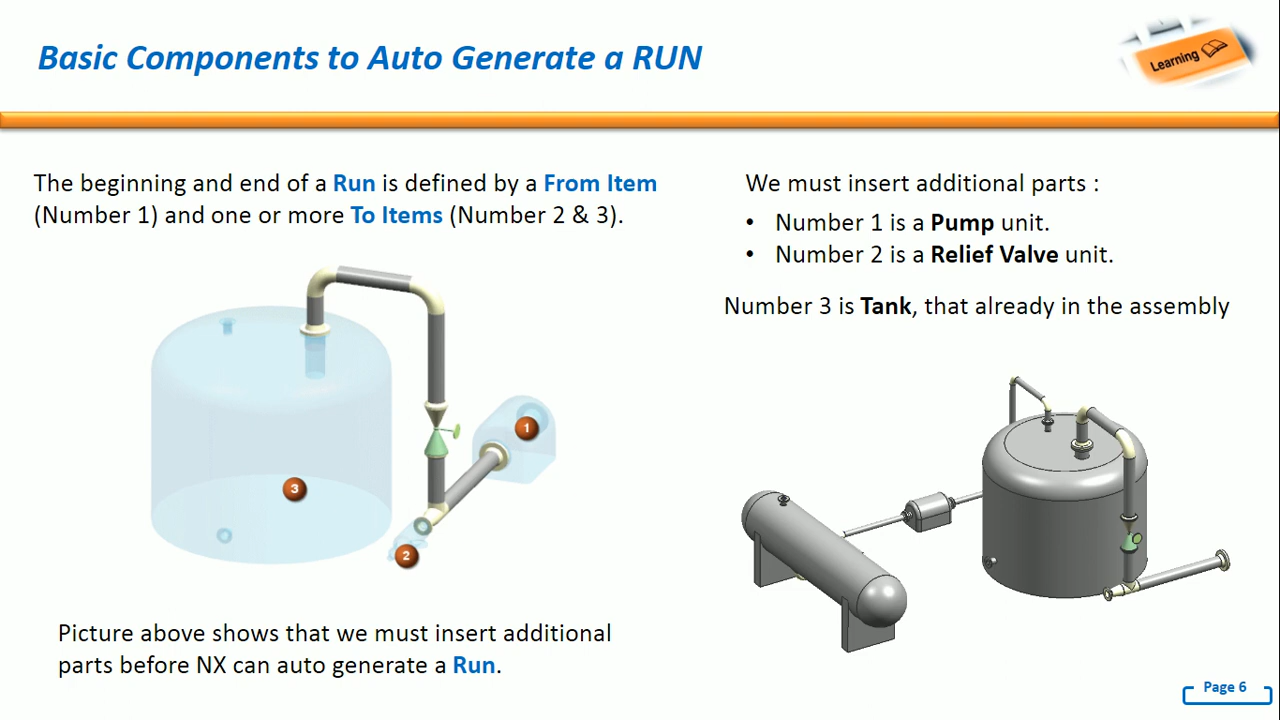 Basic Components to Auto Generate a RUN
Learning
The beginning and end of a Run is defined by a From Item
(Number 1) and one or more To Items (Number 2 & 3).
1
3
2
Picture above shows that we must insert additional
parts before NX can auto generate a Run.
We must insert additional parts :
• Number 1 is a Pump unit.
• Number 2 is a Relief Valve unit.
Number 3 is Tank, that already in the assembly
Page 6